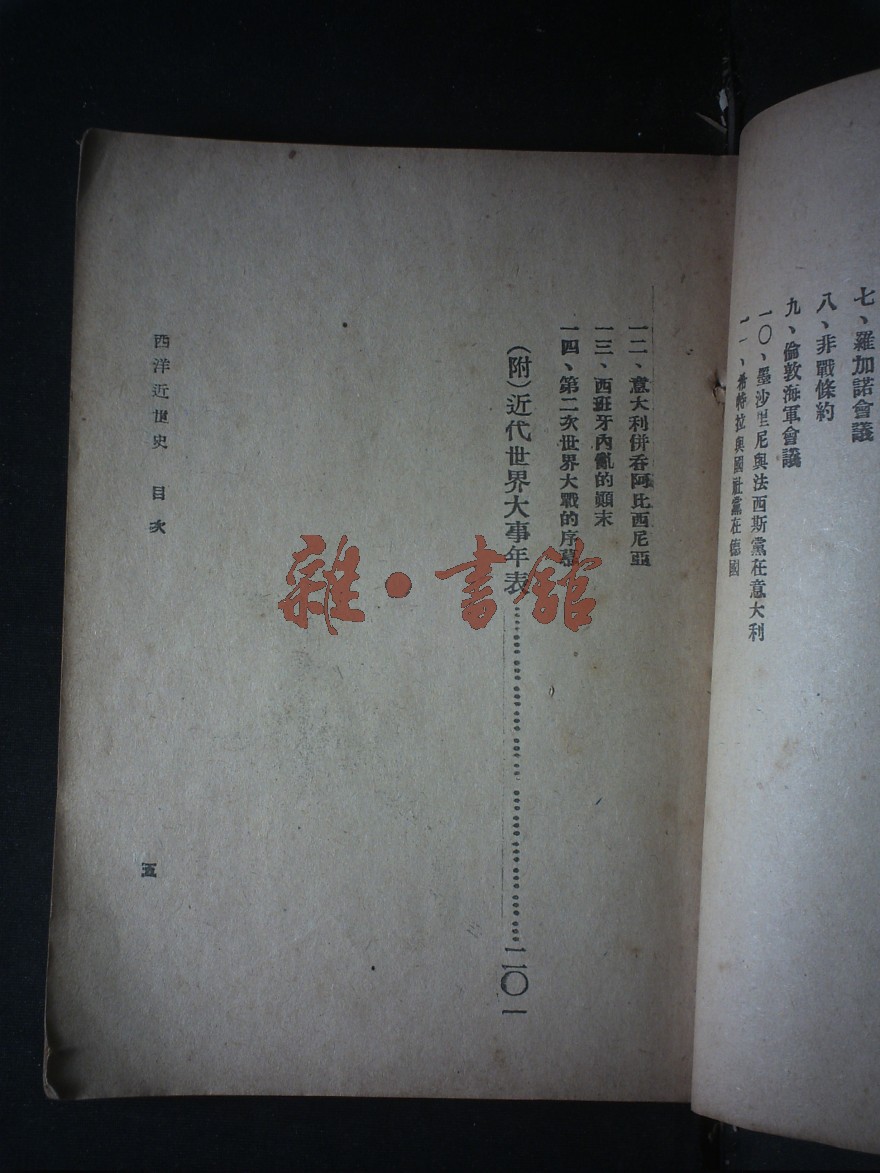 七、羅加諾會議
八、非戰條約
九、倫敦海軍會議
一〇、墨沙里尼與法西斯黨在意大利
一一、希特拉與國社黨在德國
一二、意大利併吞阿比西尼亞
一三、西班牙內亂的顚末
一四、第二次世界大戰的序幕
(附)近代世界大事年表……二〇一
西洋近世史 目次
五
雜·書館